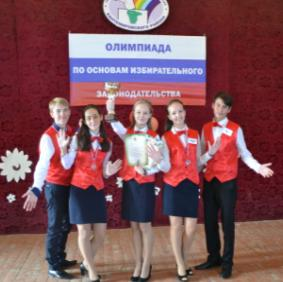 ОЛИМПИАДА
ПО ОСНОВАМ ИЗБИРАТЕЛЬНОГО
ЗАКОНОДАТЕЛЬСТВА